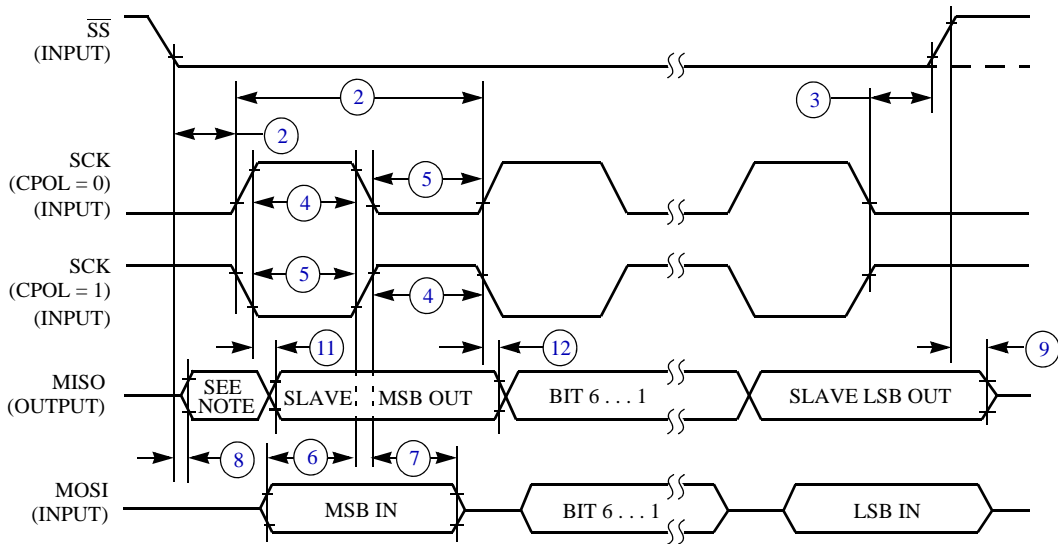 SS
(INPUT)
2
3
2
SCK
(CPOL = 0)
(INPUT)
5
4
SCK
(CPOL = 1)
(INPUT)
5
4
11
12
9
MISO
(OUTPUT)
SEE
NOTE
SLAVE
MSB OUT
BIT 6 . . . 1
SLAVE LSB OUT
8
6
7
MOSI
(INPUT)
MSB IN
BIT 6 . . . 1
LSB IN